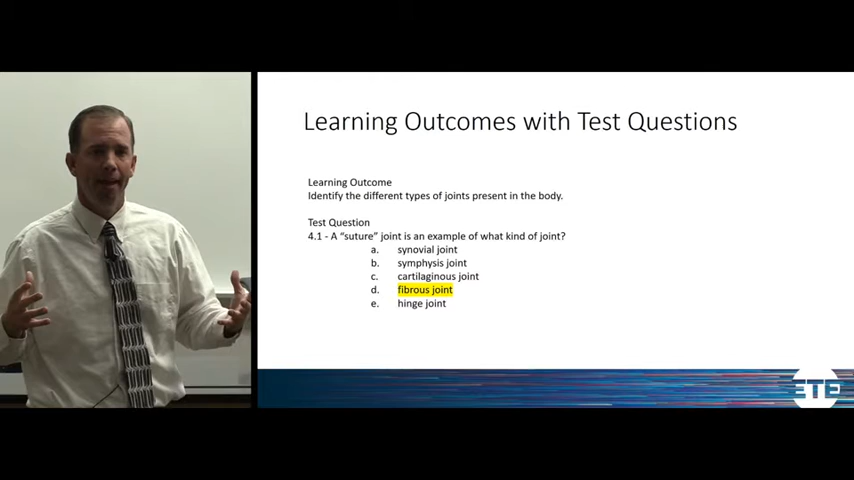 Learning Outcomes with Test Questions
Learning Outcome
Identify the different types of joints present in the body.
Test Question
4.1 - A “suture” joint is an example of what kind of joint?
a. synovial joint
b. symphysis joint
c. cartilaginous joint
d. fibrous joint
e. hinge joint
ETE